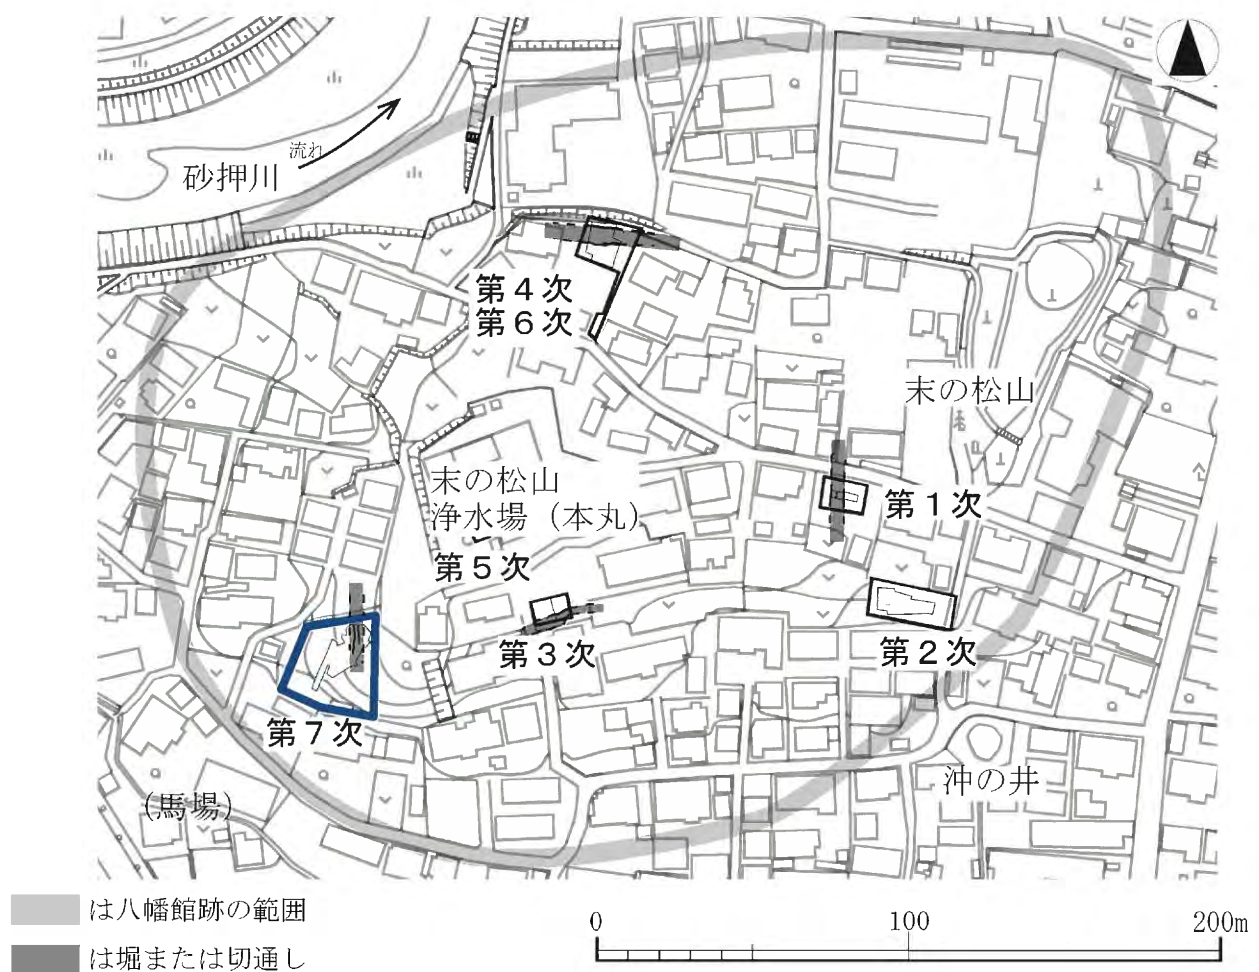 流れ
砂押川
第4次
第6次
末の松山
末の松山
浄水場（本丸）
第1次
第5次
第3次
第2次
第7次
沖の井
（馬場）
は八幡館跡の範囲
は堀または切通し
0 100 200m